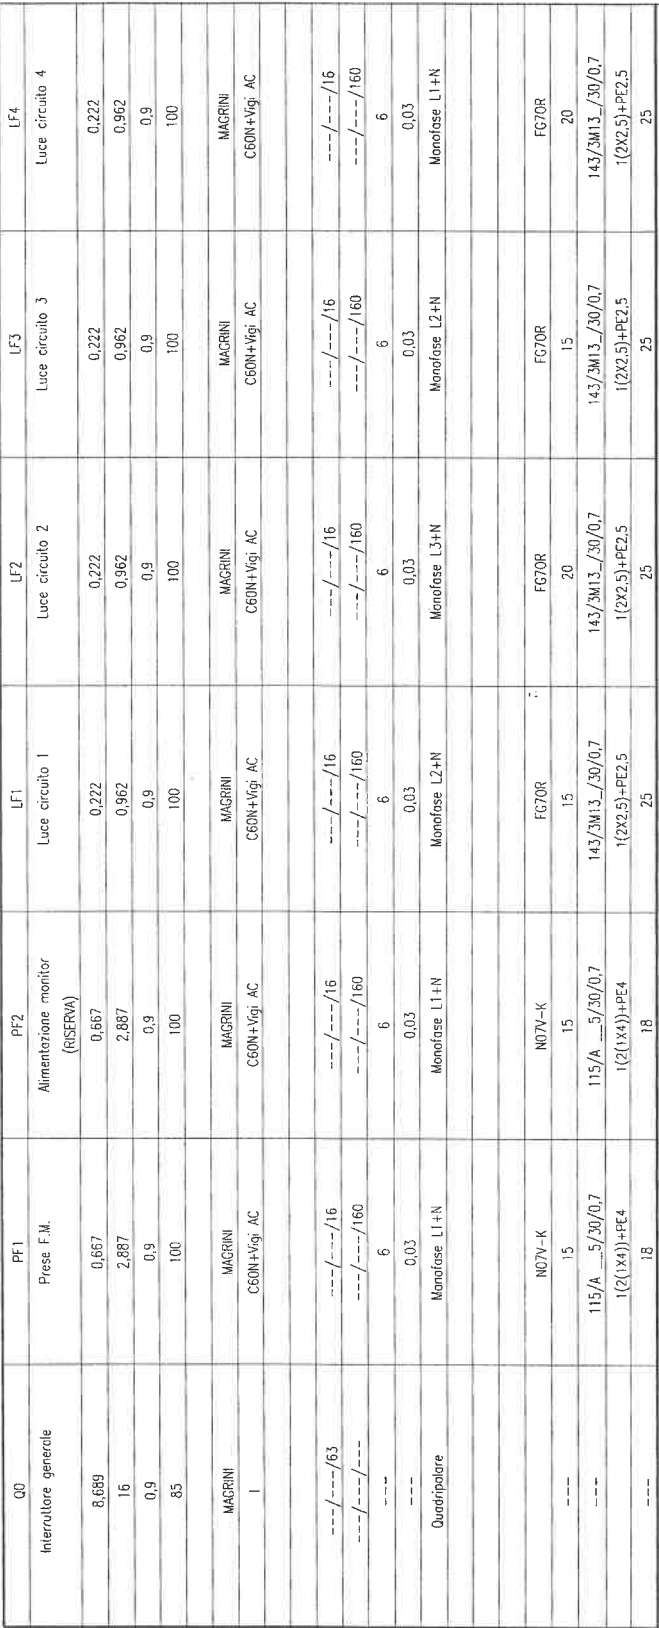 Q0 PF1 PF2 LF1 LF2 LF3 LF4
Interruttore generale Prese F.M. Alimentazione monitor (RISERVA) Luce circuito 1 Luce circuito 2 Luce circuito 3 Luce circuito 4
8,689 0,667 0,667 0,222 0,222 0,222 0,222
16 2,887 2,887 0,962 0,962 0,962 0,962
0,9 0,9 0,9 0,9 0,9 0,9 0,9
85 100 100 100 100 100 100
MAGRINI MAGRINI MAGRINI MAGRINI MAGRINI MAGRINI MAGRINI
I C60N+Vigi AC C60N+Vigi AC C60N+Vigi AC C60N+Vigi AC C60N+Vigi AC C60N+Vigi AC
---/---/63 ---/---/16 ---/---/16 ---/---/16 ---/---/16 ---/---/16 ---/---/16
---/---/--- ---/---/160 ---/---/160 ---/---/160 ---/---/160 ---/---/160 ---/---/160
--- 6 6 6 6 6 6
--- 0,03 0,03 0,03 0,03 0,03 0,03
Quadripolare Monofase L1+N Monofase L1+N Monofase L2+N Monofase L3+N Monofase L2+N Monofase L1+N
N07V-K N07V-K FG7OR FG7OR FG7OR FG7OR
--- 15 15 15 20 15 20
--- 115/A __5/30/0,7 115/A __5/30/0,7 143/3M13_/30/0,7 143/3M13_/30/0,7 143/3M13_/30/0,7 143/3M13_/30/0,7
1(2(1X4))+PE4 1(2(1X4))+PE4 1(2X2,5)+PE2,5 1(2X2,5)+PE2,5 1(2X2,5)+PE2,5 1(2X2,5)+PE2,5
--- 18 18 25 25 25 25